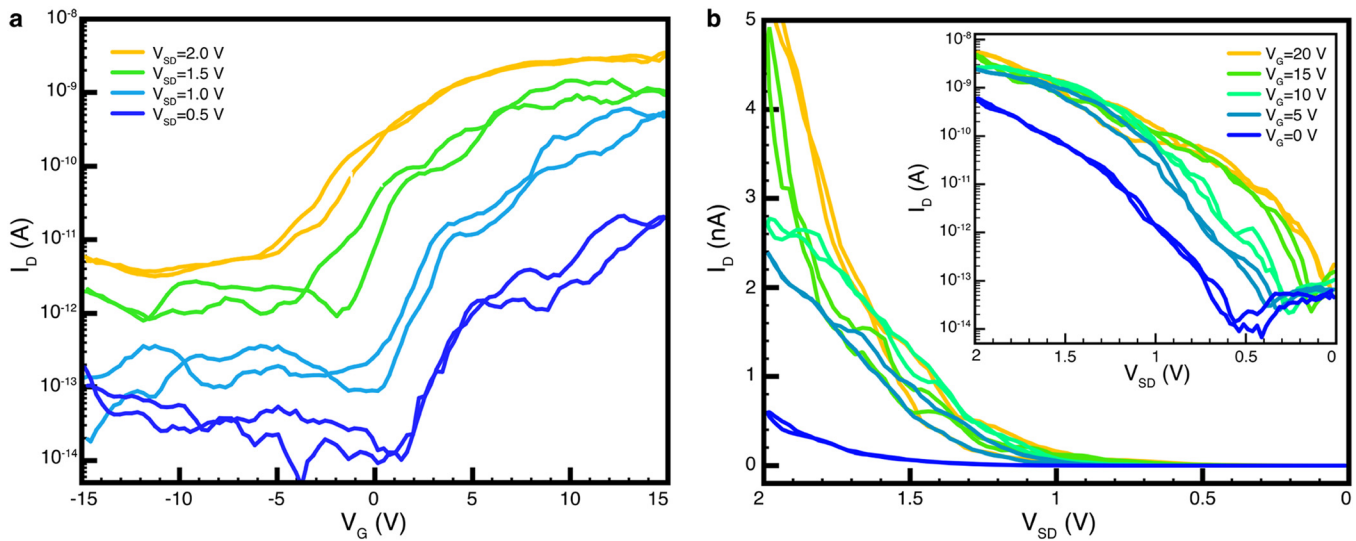 a
10⁻⁸
10⁻⁹
10⁻¹⁰
10⁻¹¹
10⁻¹²
10⁻¹³
10⁻¹⁴
I_D (A)
V_SD=2.0 V
V_SD=1.5 V
V_SD=1.0 V
V_SD=0.5 V
-15 -10 -5 0 5 10 15
V_G (V)
b
5
4
3
2
1
0
I_D (nA)
2 1.5 1 0.5 0
V_SD (V)
10⁻⁸
10⁻⁹
10⁻¹⁰
10⁻¹¹
10⁻¹²
10⁻¹³
10⁻¹⁴
I_D (A)
V_G=20 V
V_G=15 V
V_G=10 V
V_G=5 V
V_G=0 V
2 1.5 1 0.5 0
V_SD (V)